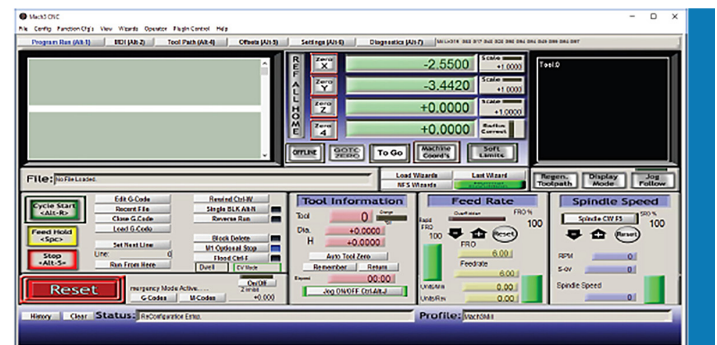 Mach3 CNC
File Config Function Cfg's View Wizards Operator PlugIn Control Help
Program Run (Alt-1) MDI (Alt-2) Tool Path (Alt-4) Offsets (Alt-5) Settings (Alt-6) Diagnostics (Alt-7)
REF ALL HOME
Zero X -2.5500 Scale +1.0000
Zero Y -3.4420 Scale +1.0000
Zero Z +0.0000 Scale +1.0000
Zero 4 +0.0000 Radius Correct
Tool:0
OFFLINE GOTO ZERO To Go Machine Coord's Soft Limits
File: No File Loaded.
Load Wizards Last Wizard
NFS Wizards
Regen. Toolpath Display Mode Jog Follow
Cycle Start <Alt-R>
Feed Hold <Spc>
Stop <Alt-S>
Edit G-Code
Recent File
Close G-Code
Load G-Code
Set Next Line
Line: 0
Run From Here
Rewind Ctrl-W
Single BLK Alt-N
Reverse Run
Block Delete
M1 Optional Stop
Flood Ctrl-F
Dwell CV Mode
Reset
G-Codes M-Codes
On/Off
Z Inhibit
+0.000
Tool Information
Tool 0
Dia. +0.0000
H +0.0000
Auto Tool Zero
Remember Return
Elapsed 00:00
Jog ON/OFF Ctrl-Alt-J
Feed Rate
FRO %
100
Rapid FRO
100
Reset
FRO
6.00
Feedrate
6.00
Units/Min 0.00
Units/Rev 0.00
Spindle Speed
Spindle CW F5
SRO %
100
Reset
RPM 0
S-ov 0
Spindle Speed 0
History Clear Status: ReConfiguration Estop.
Profile: Mach3Mill